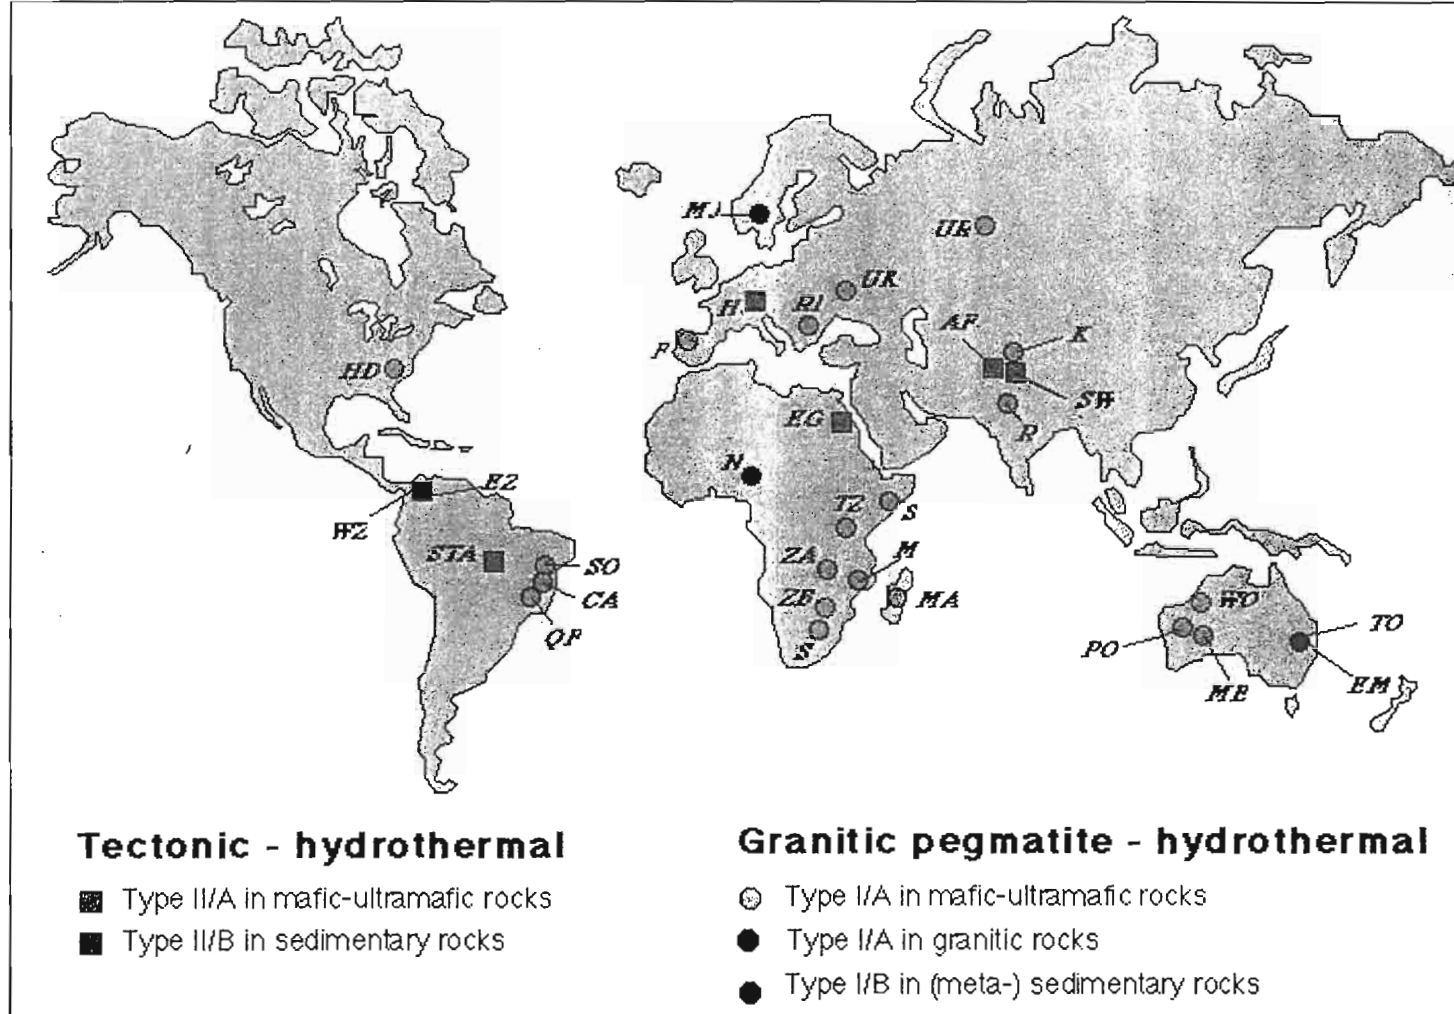 MJ
UR
UK
H
RI
AF
K
F
HD
SW
EG
R
N
EZ
S
WZ
TZ
STA
SO
ZA
M
CA
ZB
MA
WO
QF
S
PO
TO
ME
EM
Tectonic - hydrothermal
Type II/A in mafic-ultramafic rocks
Type II/B in sedimentary rocks
Granitic pegmatite - hydrothermal
Type I/A in mafic-ultramafic rocks
Type I/A in granitic rocks
Type I/B in (meta-) sedimentary rocks